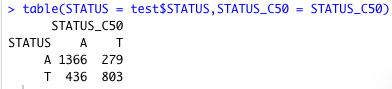 > table(STATUS = test$STATUS,STATUS_C50 = STATUS_C50)
STATUS_C50
STATUS A T
A 1366 279
T 436 803